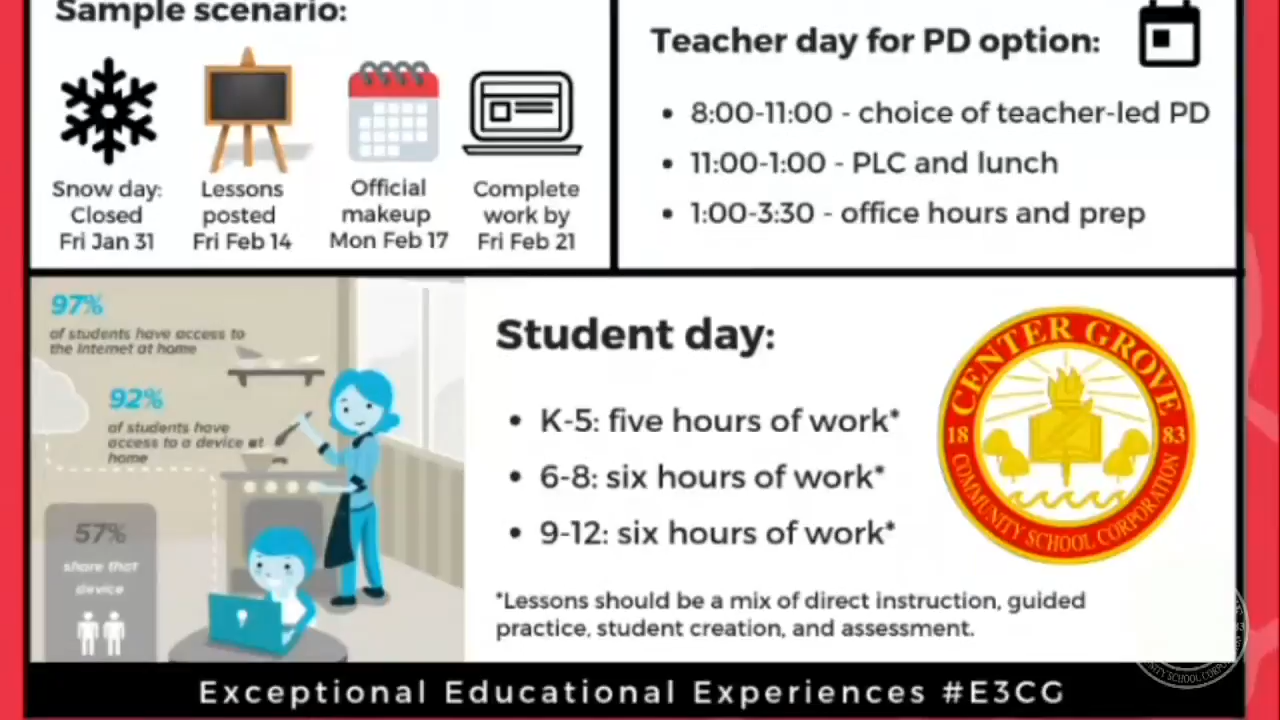 Sample scenario:
Snow day:
Closed
Fri Jan 31
Lessons
posted
Fri Feb 14
Official
makeup
Mon Feb 17
Complete
work by
Fri Feb 21
Teacher day for PD option:
• 8:00-11:00 - choice of teacher-led PD
• 11:00-1:00 - PLC and lunch
• 1:00-3:30 - office hours and prep
97%
of students have access to
the Internet at home
92%
of students have
access to a device at
home
57%
share that
device
Student day:
• K-5: five hours of work*
• 6-8: six hours of work*
• 9-12: six hours of work*
*Lessons should be a mix of direct instruction, guided
practice, student creation, and assessment.
CENTER GROVE
18 83
COMMUNITY SCHOOL CORPORATION
Exceptional Educational Experiences #E3CG